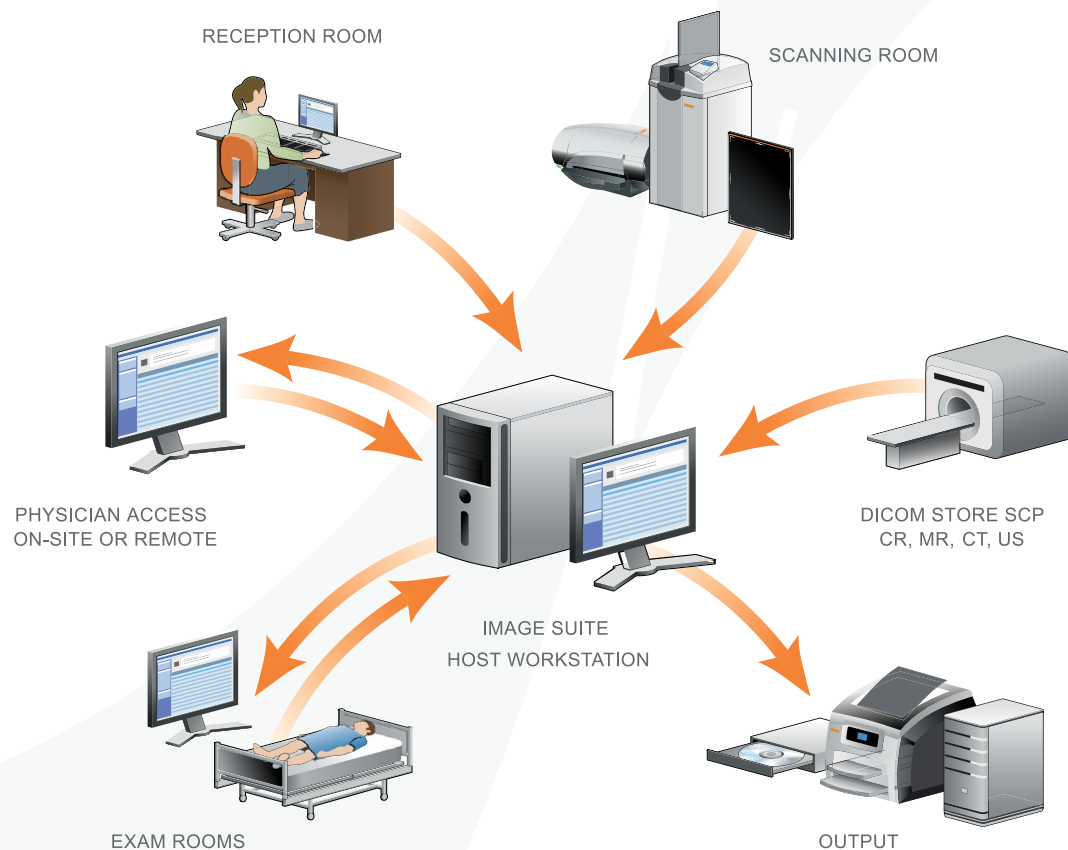 RECEPTION ROOM
SCANNING ROOM
PHYSICIAN ACCESS
ON-SITE OR REMOTE
DICOM STORE SCP
CR, MR, CT, US
IMAGE SUITE
HOST WORKSTATION
EXAM ROOMS
OUTPUT